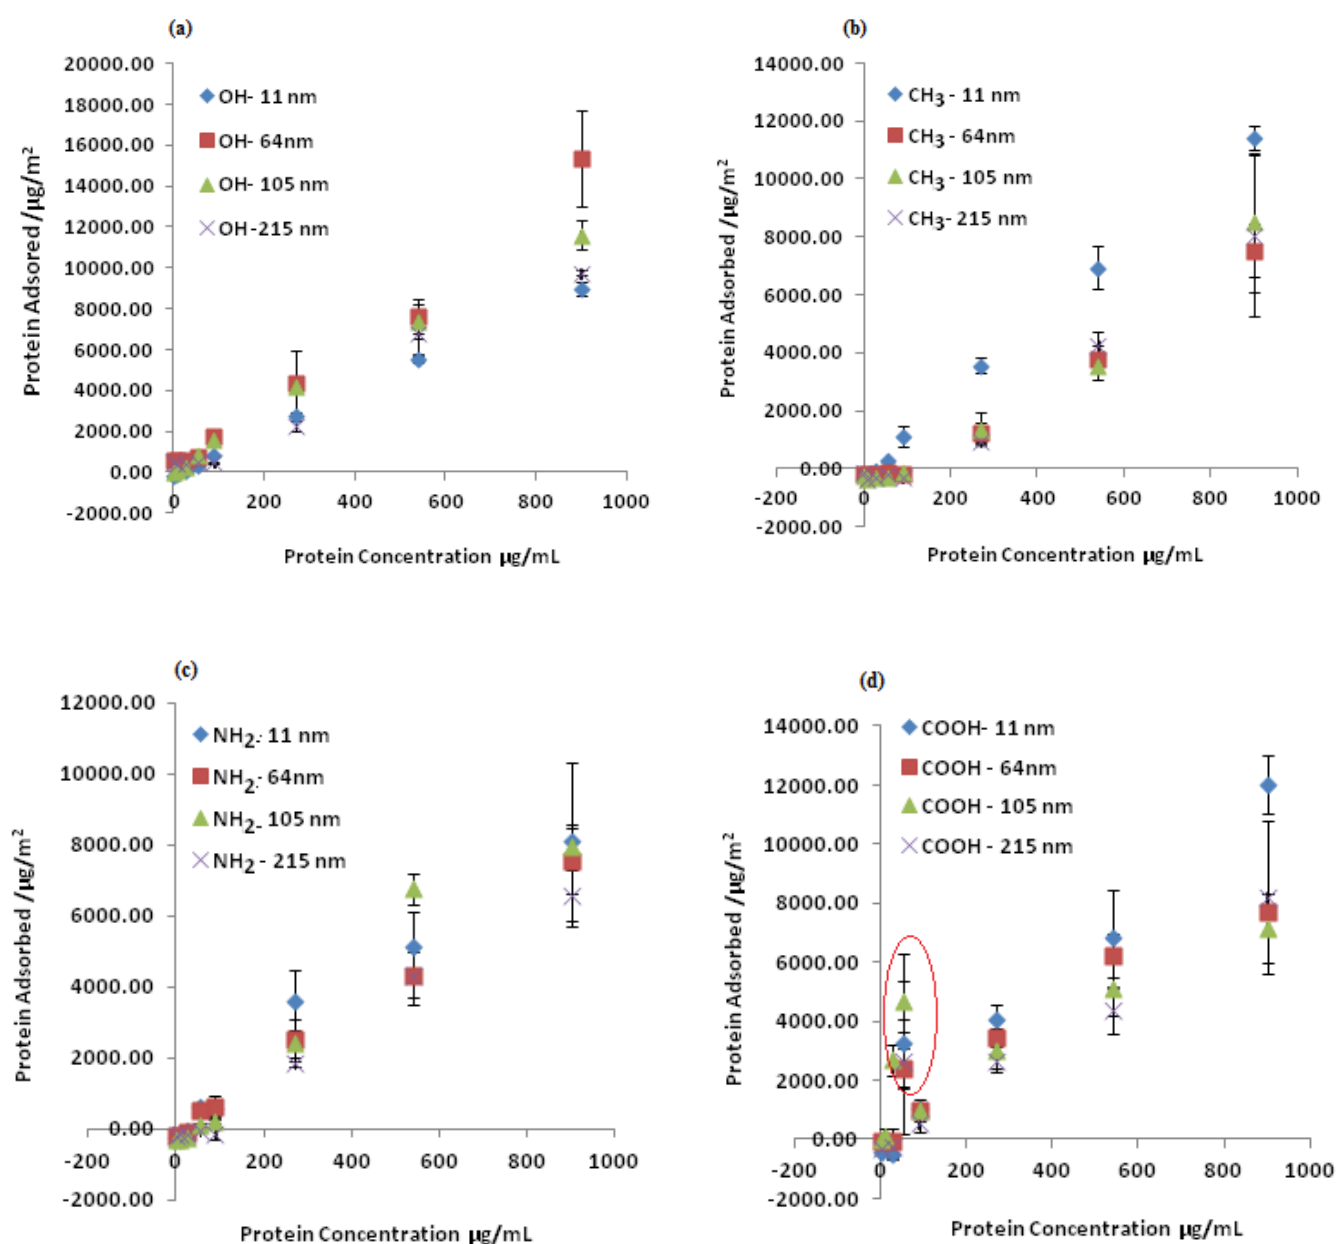 (a)
20000.00
18000.00
16000.00
14000.00
12000.00
10000.00
8000.00
6000.00
4000.00
2000.00
0.00
-2000.00
Protein Adsored /µg/m²
OH- 11 nm
OH- 64nm
OH- 105 nm
OH-215 nm
0 200 400 600 800 1000
Protein Concentration µg/mL
(b)
14000.00
12000.00
10000.00
8000.00
6000.00
4000.00
2000.00
0.00
-2000.00
Protein Adsorbed /µg/m²
CH3 - 11 nm
CH3 - 64nm
CH3 - 105 nm
CH3- 215 nm
-200 0 200 400 600 800 1000
Protein Concentration µg/mL
(c)
12000.00
10000.00
8000.00
6000.00
4000.00
2000.00
0.00
-2000.00
Protein Adsorbed /µg/m²
NH2- 11 nm
NH2- 64nm
NH2- 105 nm
NH2 - 215 nm
-200 0 200 400 600 800 1000
Protein Concentration µg/mL
(d)
14000.00
12000.00
10000.00
8000.00
6000.00
4000.00
2000.00
0.00
-2000.00
Protein Adsorbed /µg/m²
COOH- 11 nm
COOH - 64nm
COOH - 105 nm
COOH - 215 nm
-200 0 200 400 600 800 1000
Protein Concentration µg/mL